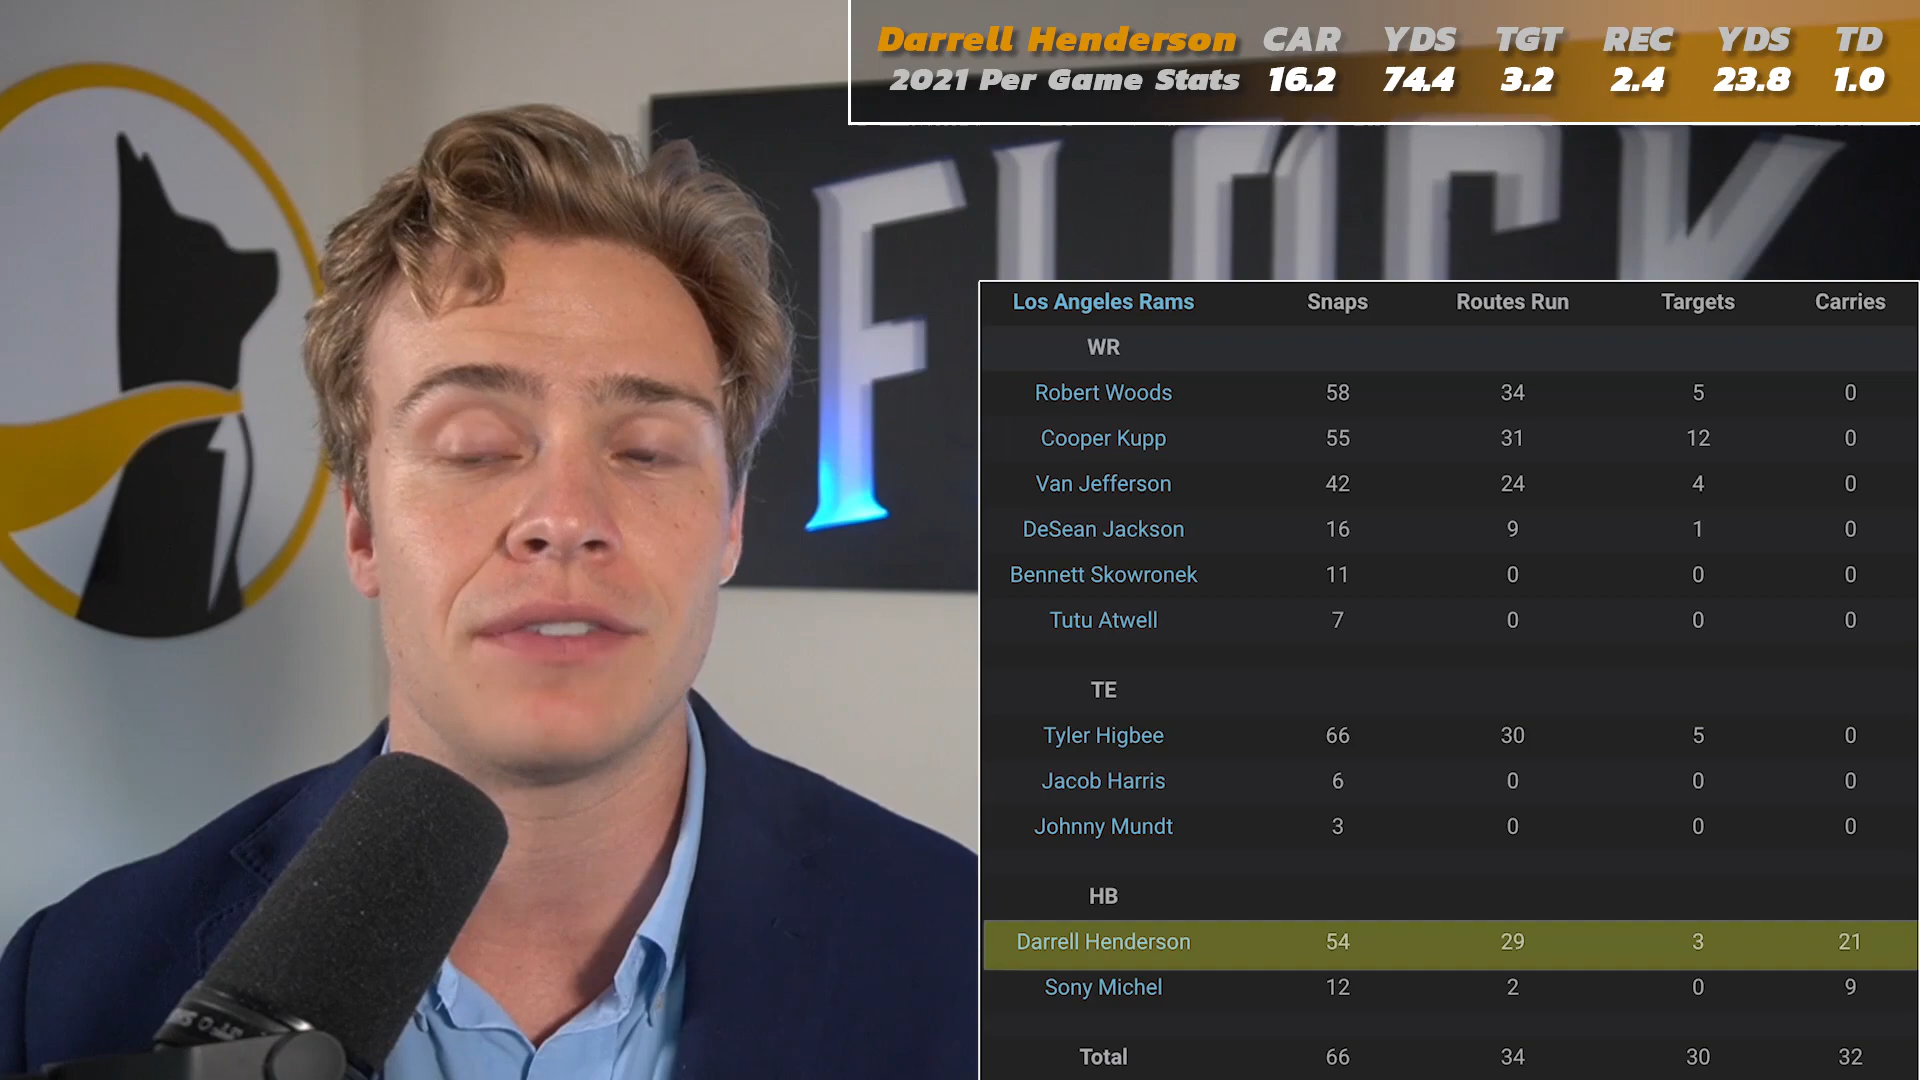 Darrell Henderson CAR YDS TGT REC YDS TD
2021 Per Game Stats 16.2 74.4 3.2 2.4 23.8 1.0
FLOCK
Los Angeles Rams Snaps Routes Run Targets Carries
WR
Robert Woods 58 34 5 0
Cooper Kupp 55 31 12 0
Van Jefferson 42 24 4 0
DeSean Jackson 16 9 1 0
Bennett Skowronek 11 0 0 0
Tutu Atwell 7 0 0 0
TE
Tyler Higbee 66 30 5 0
Jacob Harris 6 0 0 0
Johnny Mundt 3 0 0 0
HB
Darrell Henderson 54 29 3 21
Sony Michel 12 2 0 9
Total 66 34 30 32